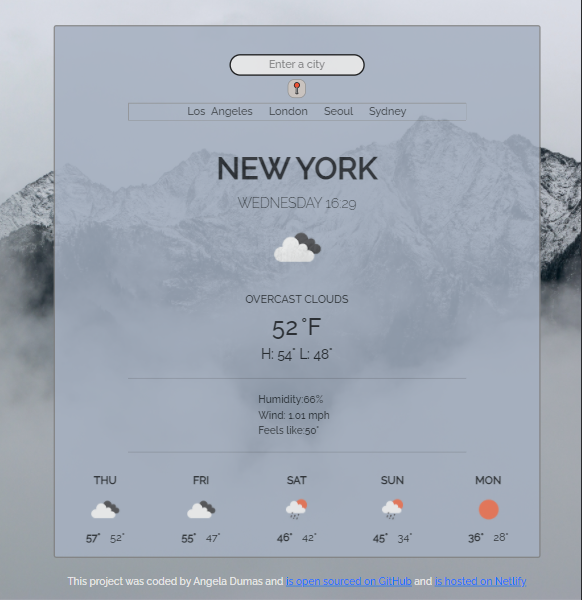 Enter a city
Los Angeles London Seoul Sydney
NEW YORK
WEDNESDAY 16:29
OVERCAST CLOUDS
52 °F
H: 54° L: 48°
Humidity:66%
Wind: 1.01 mph
Feels like:50°
THU FRI SAT SUN MON
57° 52° 55° 47° 46° 42° 45° 34° 36° 28°
This project was coded by Angela Dumas and is open sourced on GitHub and is hosted on Netlify